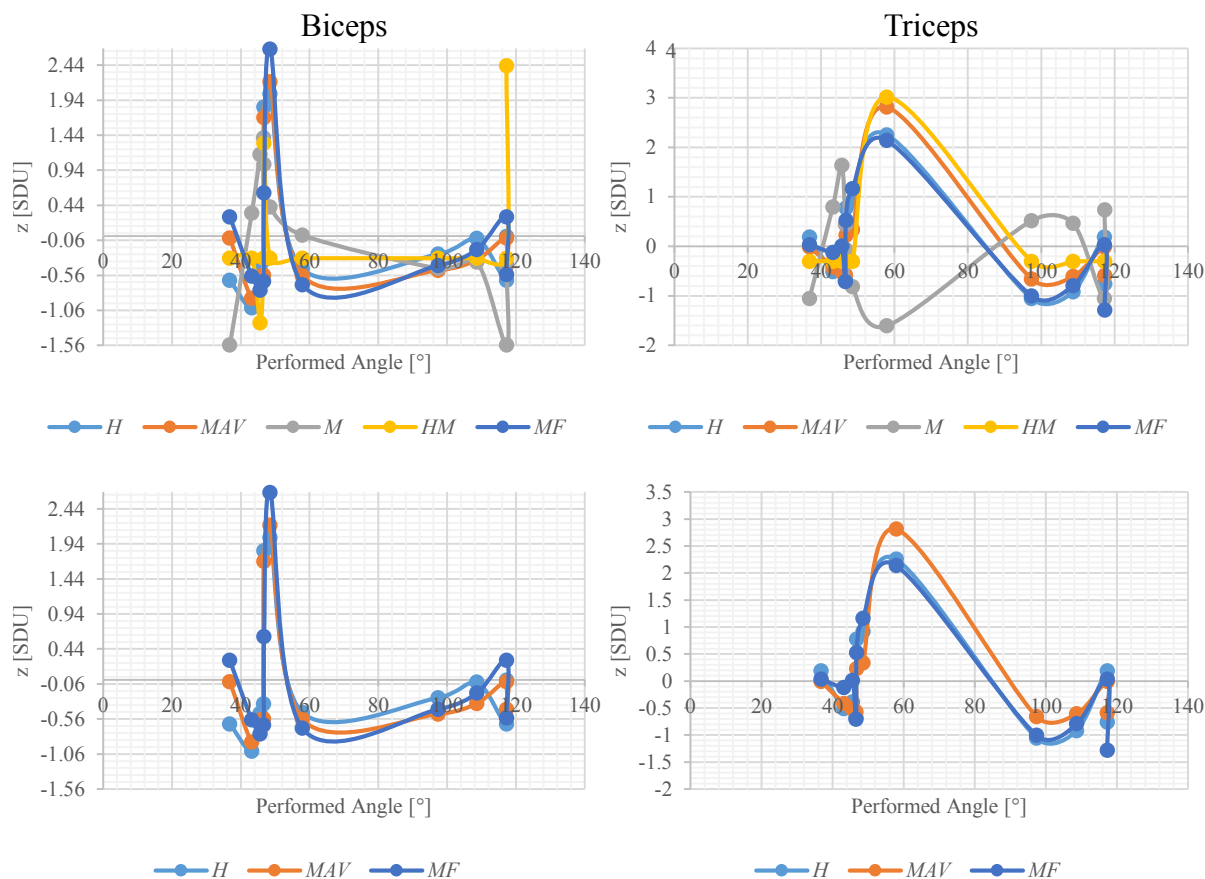 Biceps
2.44
1.94
1.44
0.94
0.44
-0.06
-0.56
-1.06
-1.56
0 20 40 60 80 100 120 140
z [SDU]
Performed Angle [°]
H MAV M HM MF
Triceps
4 4
3
2
1
0
-1
-2
0 20 40 60 80 100 120 140
z [SDU]
Performed Angle [°]
H MAV M HM MF
2.44
1.94
1.44
0.94
0.44
-0.06
-0.56
-1.06
-1.56
0 20 40 60 80 100 120 140
z [SDU]
Performed Angle [°]
H MAV MF
3.5
3
2.5
2
1.5
1
0.5
0
-0.5
-1
-1.5
-2
0 20 40 60 80 100 120 140
z [SDU]
Performed Angle [°]
H MAV MF